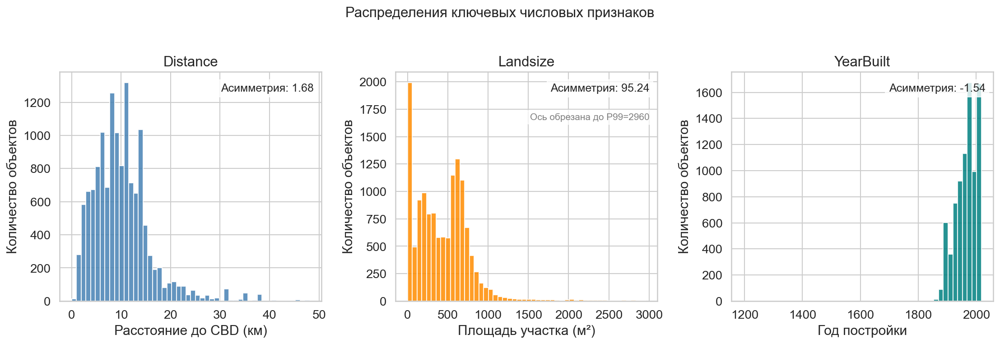 Распределения ключевых числовых признаков
Distance
Количество объектов
1200
1000
800
600
400
200
0
Асимметрия: 1.68
0 10 20 30 40 50
Расстояние до CBD (км)
Landsize
Количество объектов
2000
1750
1500
1250
1000
750
500
250
0
Асимметрия: 95.24
Ось обрезана до P99=2960
0 500 1000 1500 2000 2500 3000
Площадь участка (м²)
YearBuilt
Количество объектов
1600
1400
1200
1000
800
600
400
200
0
Асимметрия: -1.54
1200 1400 1600 1800 2000
Год постройки